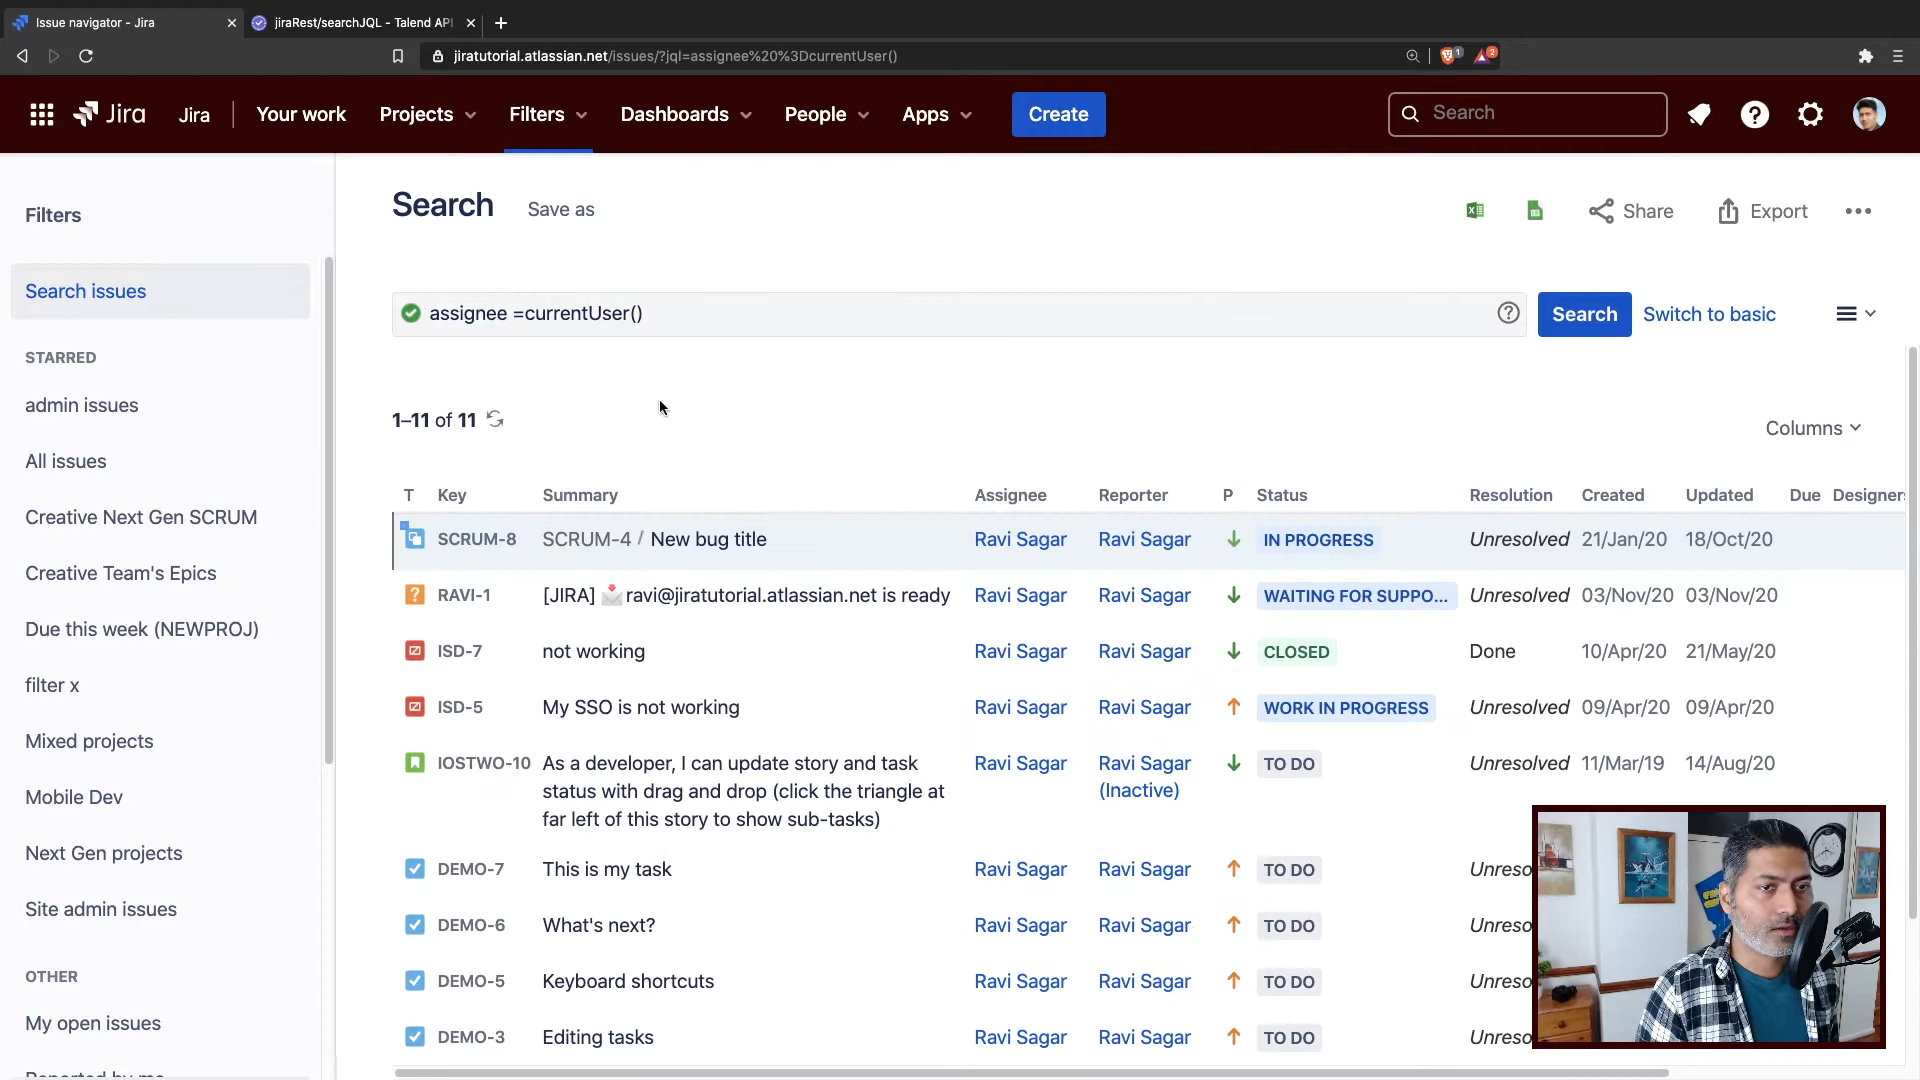 Issue navigator - Jira
jiraRest/searchJQL - Talend API
jiratutorial.atlassian.net/issues/?jql=assignee%20%3DcurrentUser()
1
2
Jira
Jira
Your work
Projects
Filters
Dashboards
People
Apps
Create
Search
Filters
Search issues
STARRED
admin issues
All issues
Creative Next Gen SCRUM
Creative Team's Epics
Due this week (NEWPROJ)
filter x
Mixed projects
Mobile Dev
Next Gen projects
Site admin issues
OTHER
My open issues
Search
Save as
Share
Export
assignee =currentUser()
Search
Switch to basic
1–11 of 11
Columns
T Key Summary Assignee Reporter P Status Resolution Created Updated Due Designers
SCRUM-8 SCRUM-4 / New bug title Ravi Sagar Ravi Sagar IN PROGRESS Unresolved 21/Jan/20 18/Oct/20
RAVI-1 [JIRA] ravi@jiratutorial.atlassian.net is ready Ravi Sagar Ravi Sagar WAITING FOR SUPPO... Unresolved 03/Nov/20 03/Nov/20
ISD-7 not working Ravi Sagar Ravi Sagar CLOSED Done 10/Apr/20 21/May/20
ISD-5 My SSO is not working Ravi Sagar Ravi Sagar WORK IN PROGRESS Unresolved 09/Apr/20 09/Apr/20
IOSTWO-10 As a developer, I can update story and task Ravi Sagar Ravi Sagar TO DO Unresolved 11/Mar/19 14/Aug/20
status with drag and drop (click the triangle at (Inactive)
far left of this story to show sub-tasks)
DEMO-7 This is my task Ravi Sagar Ravi Sagar TO DO Unreso
DEMO-6 What's next? Ravi Sagar Ravi Sagar TO DO Unreso
DEMO-5 Keyboard shortcuts Ravi Sagar Ravi Sagar TO DO Unreso
DEMO-3 Editing tasks Ravi Sagar Ravi Sagar TO DO Unreso